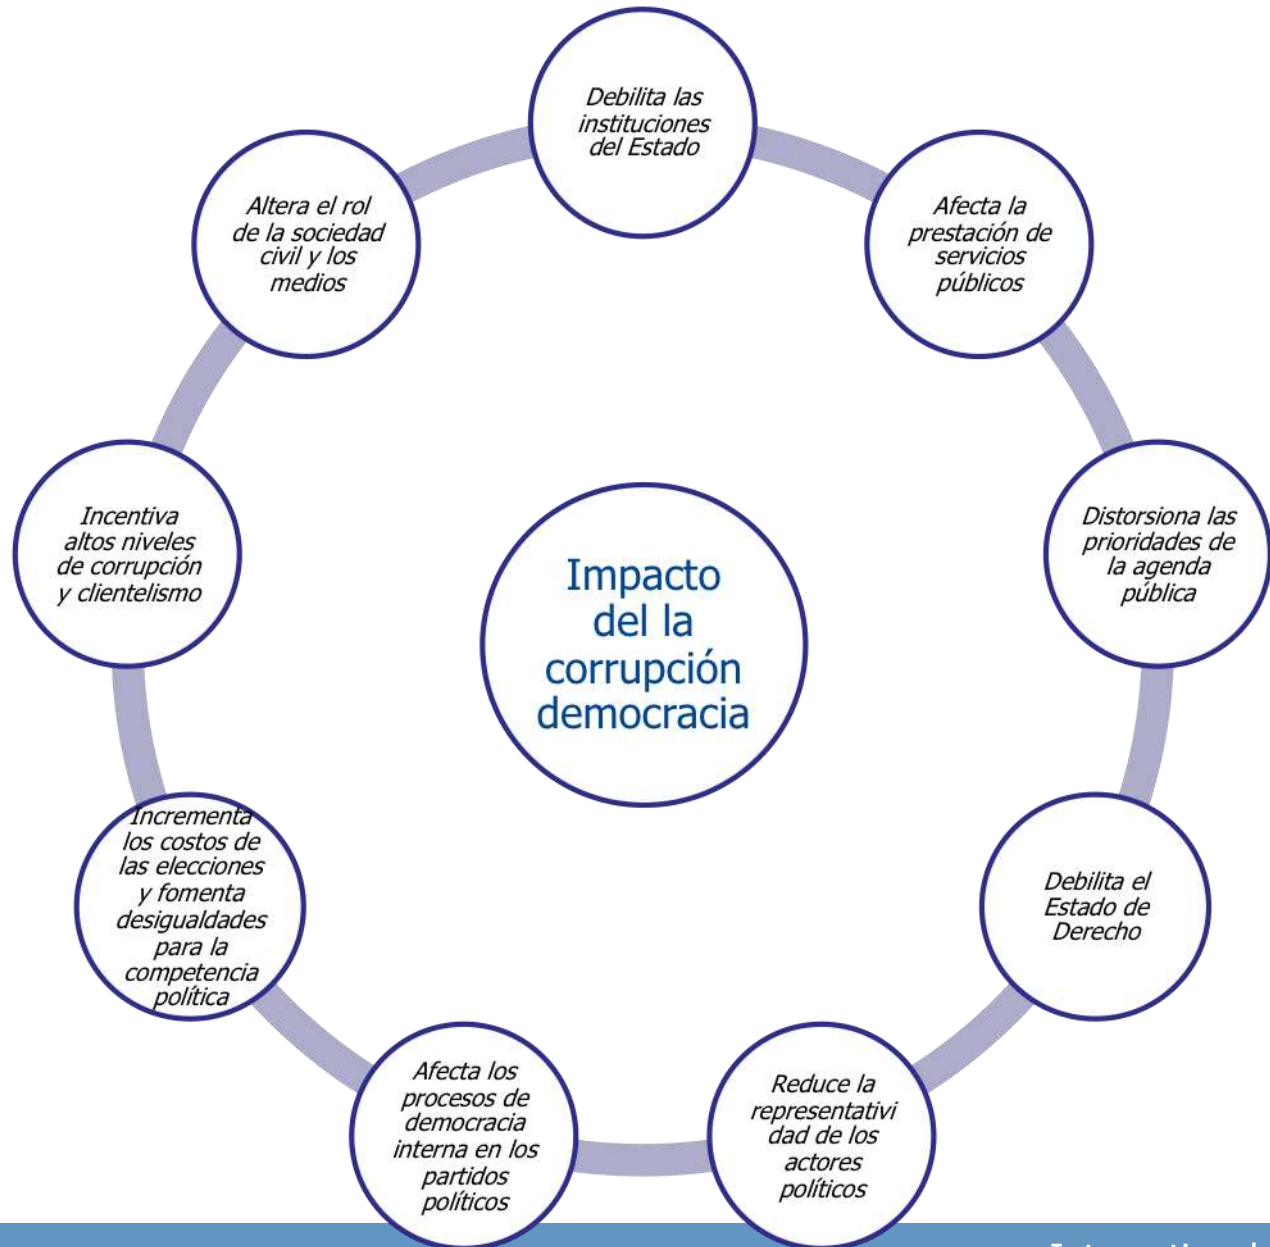 Debilita las
instituciones
del Estado
Afecta la
prestación de
servicios
públicos
Distorsiona las
prioridades de
la agenda
pública
Debilita el
Estado de
Derecho
Reduce la
representativi
dad de los
actores
políticos
Afecta los
procesos de
democracia
interna en los
partidos
políticos
Incrementa
los costos de
las elecciones
y fomenta
desigualdades
para la
competencia
política
Incentiva
altos niveles
de corrupción
y clientelismo
Altera el rol
de la sociedad
civil y los
medios
Impacto
del la
corrupción
democracia